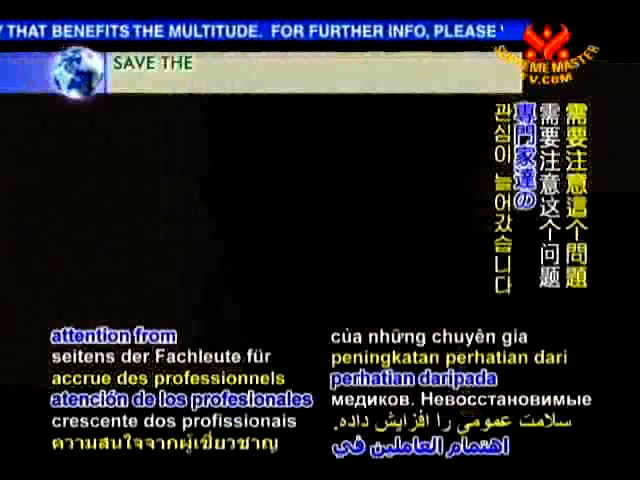 THAT BENEFITS THE MULTITUDE. FOR FURTHER INFO, PLEASE
SUPREME MASTER
TV.COM
SAVE THE
需要注意這个問題
需要注意这个问题
専門家達の
관심이 늘어갔습니다
attention from
seitens der Fachleute für
accrue des professionnels
atención de los profesionales
crescente dos profissionais
ความสนใจจากผู้เชี่ยวชาญ
của những chuyên gia
peningkatan perhatian dari
perhatian daripada
медиков. Невосстановимые
سلامت عمومی را افزایش داده.
اهتمام العاملين في